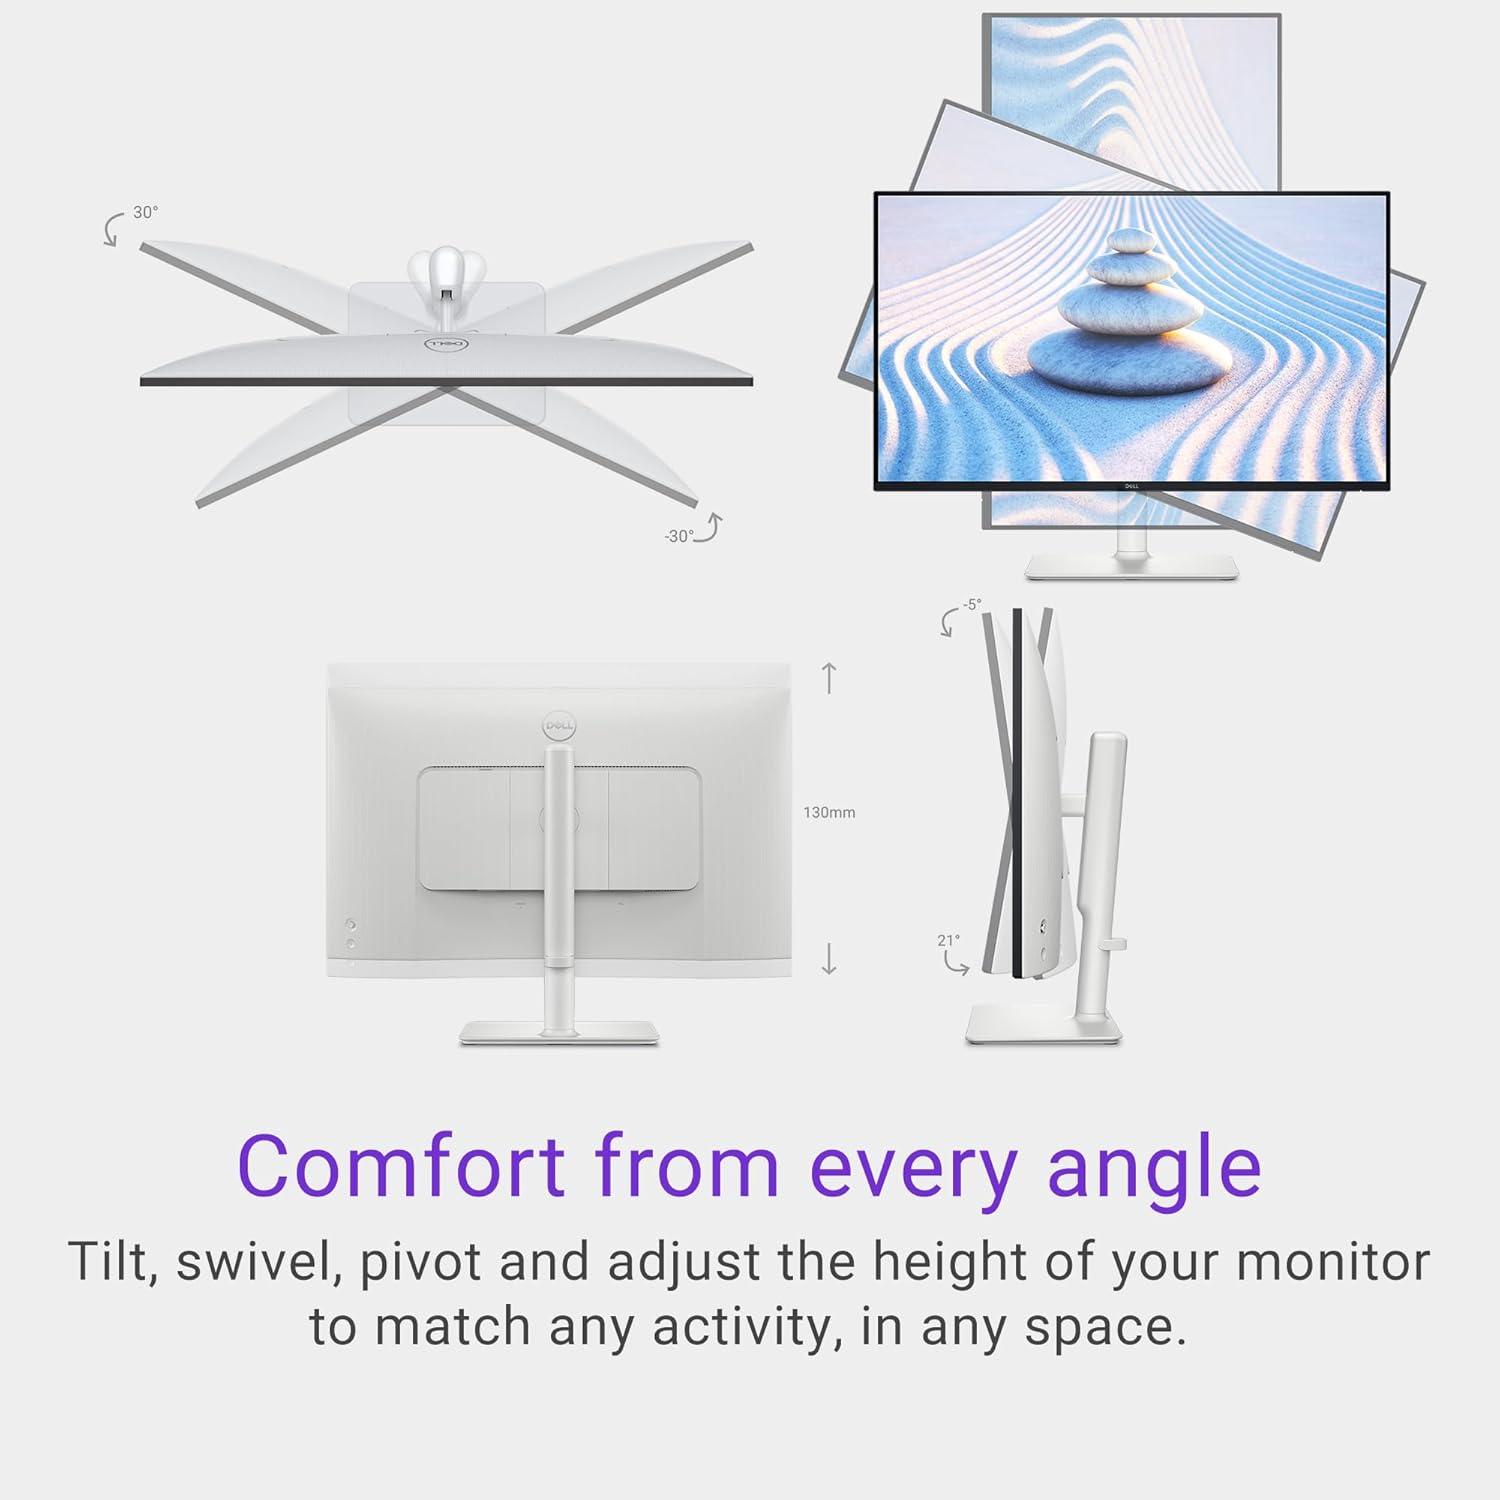 30°
DELL
-30°
DELL
-5°
DELL
130mm
21°
Comfort from every angle
Tilt, swivel, pivot and adjust the height of your monitor
to match any activity, in any space.